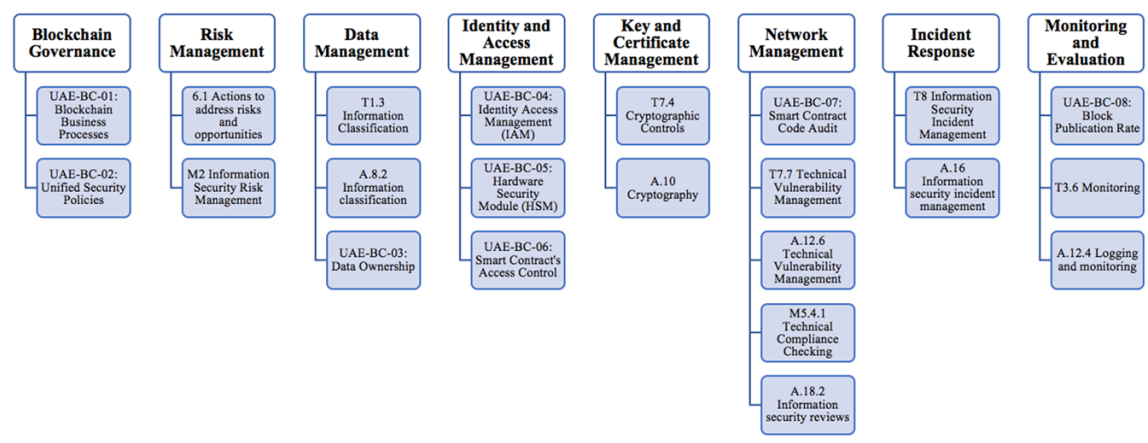 Blockchain
Governance
UAE-BC-01:
Blockchain
Business
Processes
UAE-BC-02:
Unified Security
Policies
Risk
Management
6.1 Actions to
address risks
and
opportunities
M2 Information
Security Risk
Management
Data
Management
T1.3
Information
Classification
A.8.2
Information
classification
UAE-BC-03:
Data Ownership
Identity and
Access
Management
UAE-BC-04:
Identity Access
Management
(IAM)
UAE-BC-05:
Hardware
Security
Module (HSM)
UAE-BC-06:
Smart Contract's
Access Control
Key and
Certificate
Management
T7.4
Cryptographic
Controls
A.10
Cryptography
Network
Management
UAE-BC-07:
Smart Contract
Code Audit
T7.7 Technical
Vulnerability
Management
A.12.6
Technical
Vulnerability
Management
M5.4.1
Technical
Compliance
Checking
A.18.2
Information
security reviews
Incident
Response
T8 Information
Security
Incident
Management
A.16
Information
security incident
management
Monitoring
and
Evaluation
UAE-BC-08:
Block
Publication Rate
T3.6 Monitoring
A.12.4 Logging
and monitoring